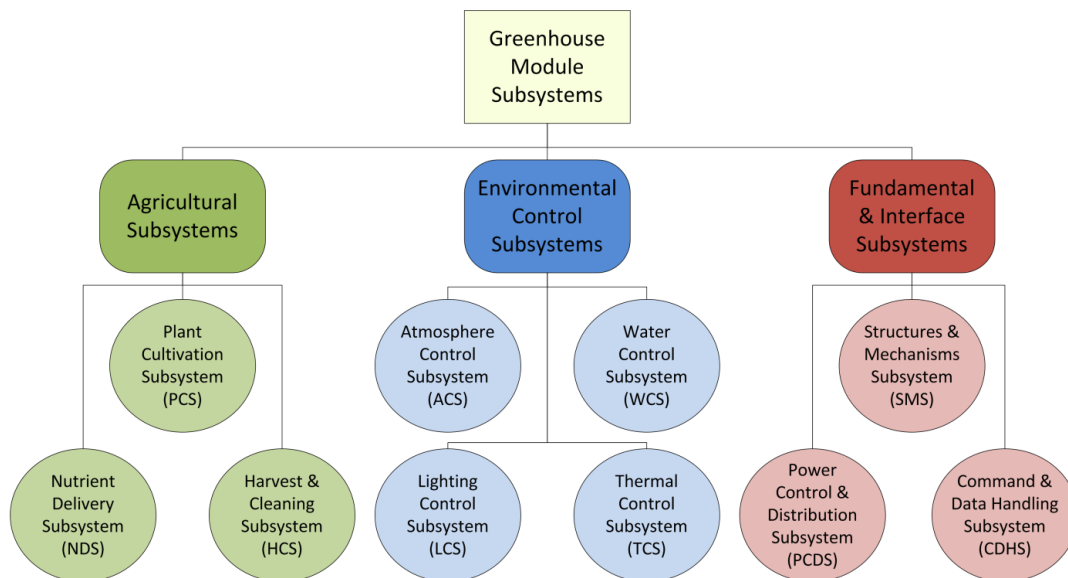 Greenhouse
Module
Subsystems
Agricultural
Subsystems
Environmental
Control
Subsystems
Fundamental
& Interface
Subsystems
Plant
Cultivation
Subsystem
(PCS)
Atmosphere
Control
Subsystem
(ACS)
Water
Control
Subsystem
(WCS)
Structures &
Mechanisms
Subsystem
(SMS)
Nutrient
Delivery
Subsystem
(NDS)
Harvest &
Cleaning
Subsystem
(HCS)
Lighting
Control
Subsystem
(LCS)
Thermal
Control
Subsystem
(TCS)
Power
Control &
Distribution
Subsystem
(PCDS)
Command &
Data Handling
Subsystem
(CDHS)